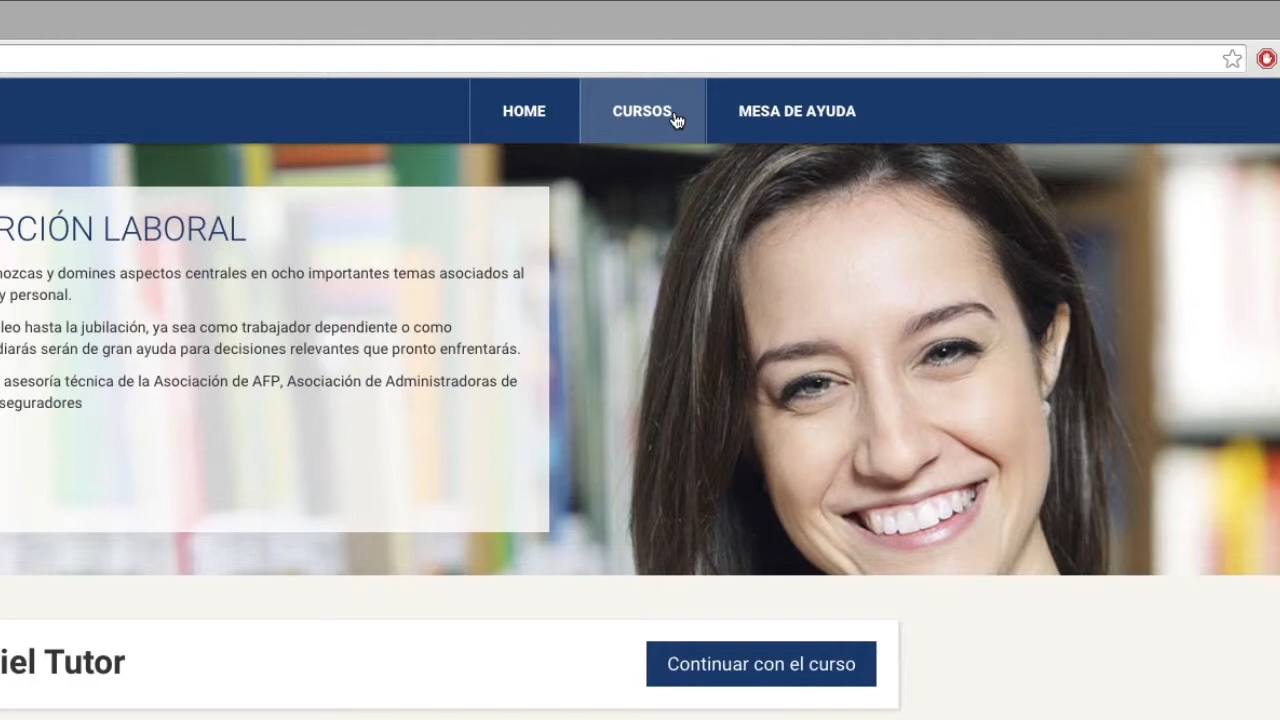 HOME CURSOS MESA DE AYUDA
RCIÓN LABORAL
nozcas y domines aspectos centrales en ocho importantes temas asociados al
y personal.
leo hasta la jubilación, ya sea como trabajador dependiente o como
diarás serán de gran ayuda para decisiones relevantes que pronto enfrentarás.
asesoría técnica de la Asociación de AFP, Asociación de Administradoras de
seguradores
iel Tutor
Continuar con el curso